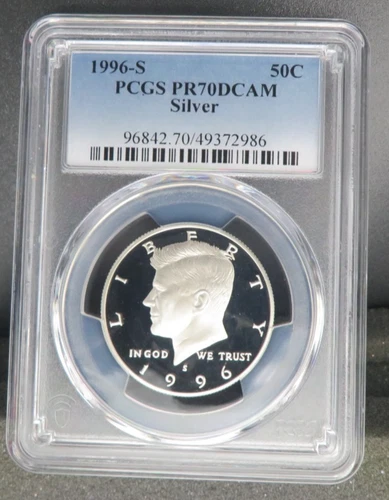 1996-S 50C
PCGS PR70DCAM
Silver
96842.70/49372986
LIBERTY
IN GOD WE TRUST
S
1996